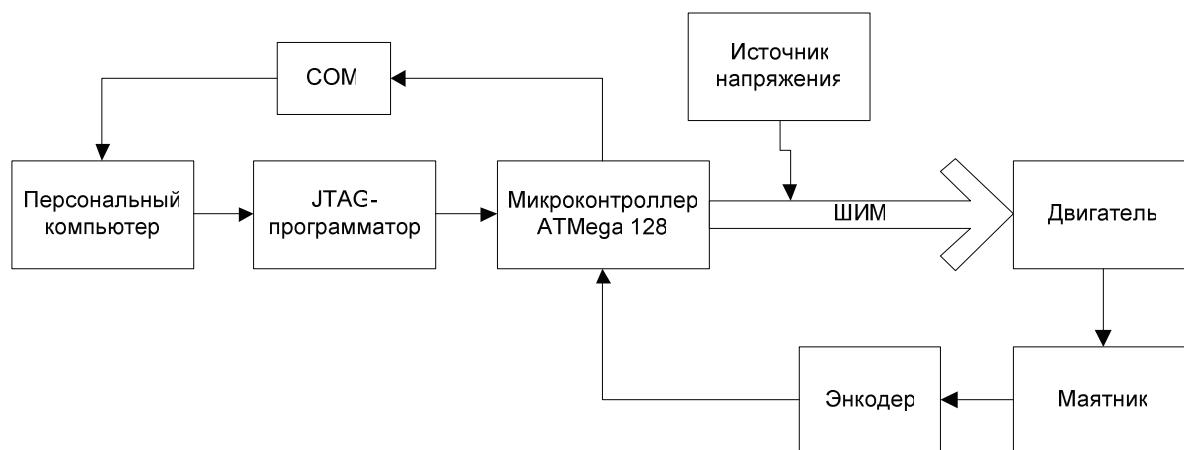 Источник
напряжения
COM
Персональный
компьютер
JTAG-
программатор
Микроконтроллер
ATMega 128
ШИМ
Двигатель
Энкодер
Маятник